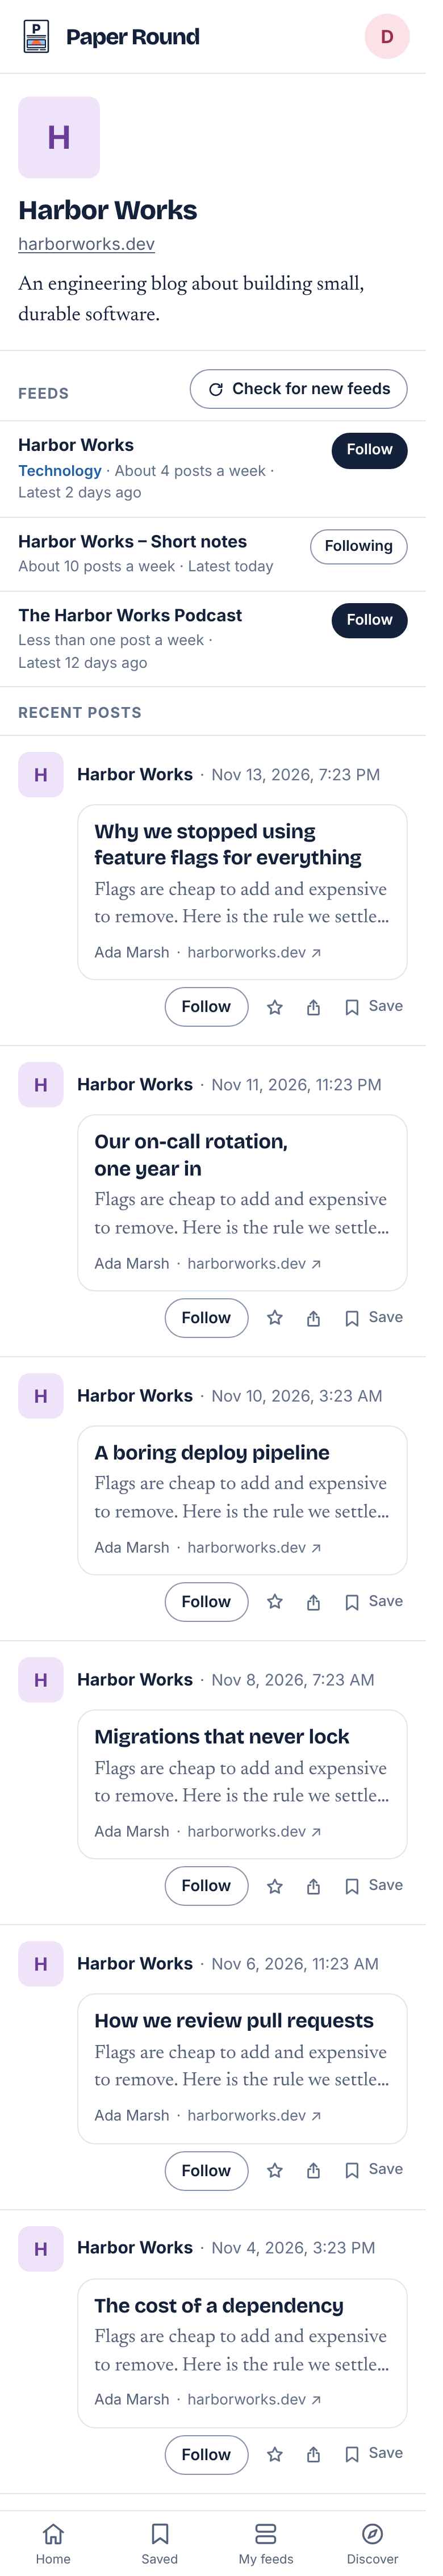 P
Paper Round
D
H
Harbor Works
harborworks.dev
An engineering blog about building small,
durable software.
FEEDS
Check for new feeds
Harbor Works
Follow
Technology · About 4 posts a week ·
Latest 2 days ago
Harbor Works – Short notes
Following
About 10 posts a week · Latest today
The Harbor Works Podcast
Follow
Less than one post a week ·
Latest 12 days ago
RECENT POSTS
H
Harbor Works · Nov 13, 2026, 7:23 PM
Why we stopped using
feature flags for everything
Flags are cheap to add and expensive
to remove. Here is the rule we settle...
Ada Marsh · harborworks.dev ↗
Follow
Save
H
Harbor Works · Nov 11, 2026, 11:23 PM
Our on-call rotation,
one year in
Flags are cheap to add and expensive
to remove. Here is the rule we settle...
Ada Marsh · harborworks.dev ↗
Follow
Save
H
Harbor Works · Nov 10, 2026, 3:23 AM
A boring deploy pipeline
Flags are cheap to add and expensive
to remove. Here is the rule we settle...
Ada Marsh · harborworks.dev ↗
Follow
Save
H
Harbor Works · Nov 8, 2026, 7:23 AM
Migrations that never lock
Flags are cheap to add and expensive
to remove. Here is the rule we settle...
Ada Marsh · harborworks.dev ↗
Follow
Save
H
Harbor Works · Nov 6, 2026, 11:23 AM
How we review pull requests
Flags are cheap to add and expensive
to remove. Here is the rule we settle...
Ada Marsh · harborworks.dev ↗
Follow
Save
H
Harbor Works · Nov 4, 2026, 3:23 PM
The cost of a dependency
Flags are cheap to add and expensive
to remove. Here is the rule we settle...
Ada Marsh · harborworks.dev ↗
Follow
Save
Home
Saved
My feeds
Discover